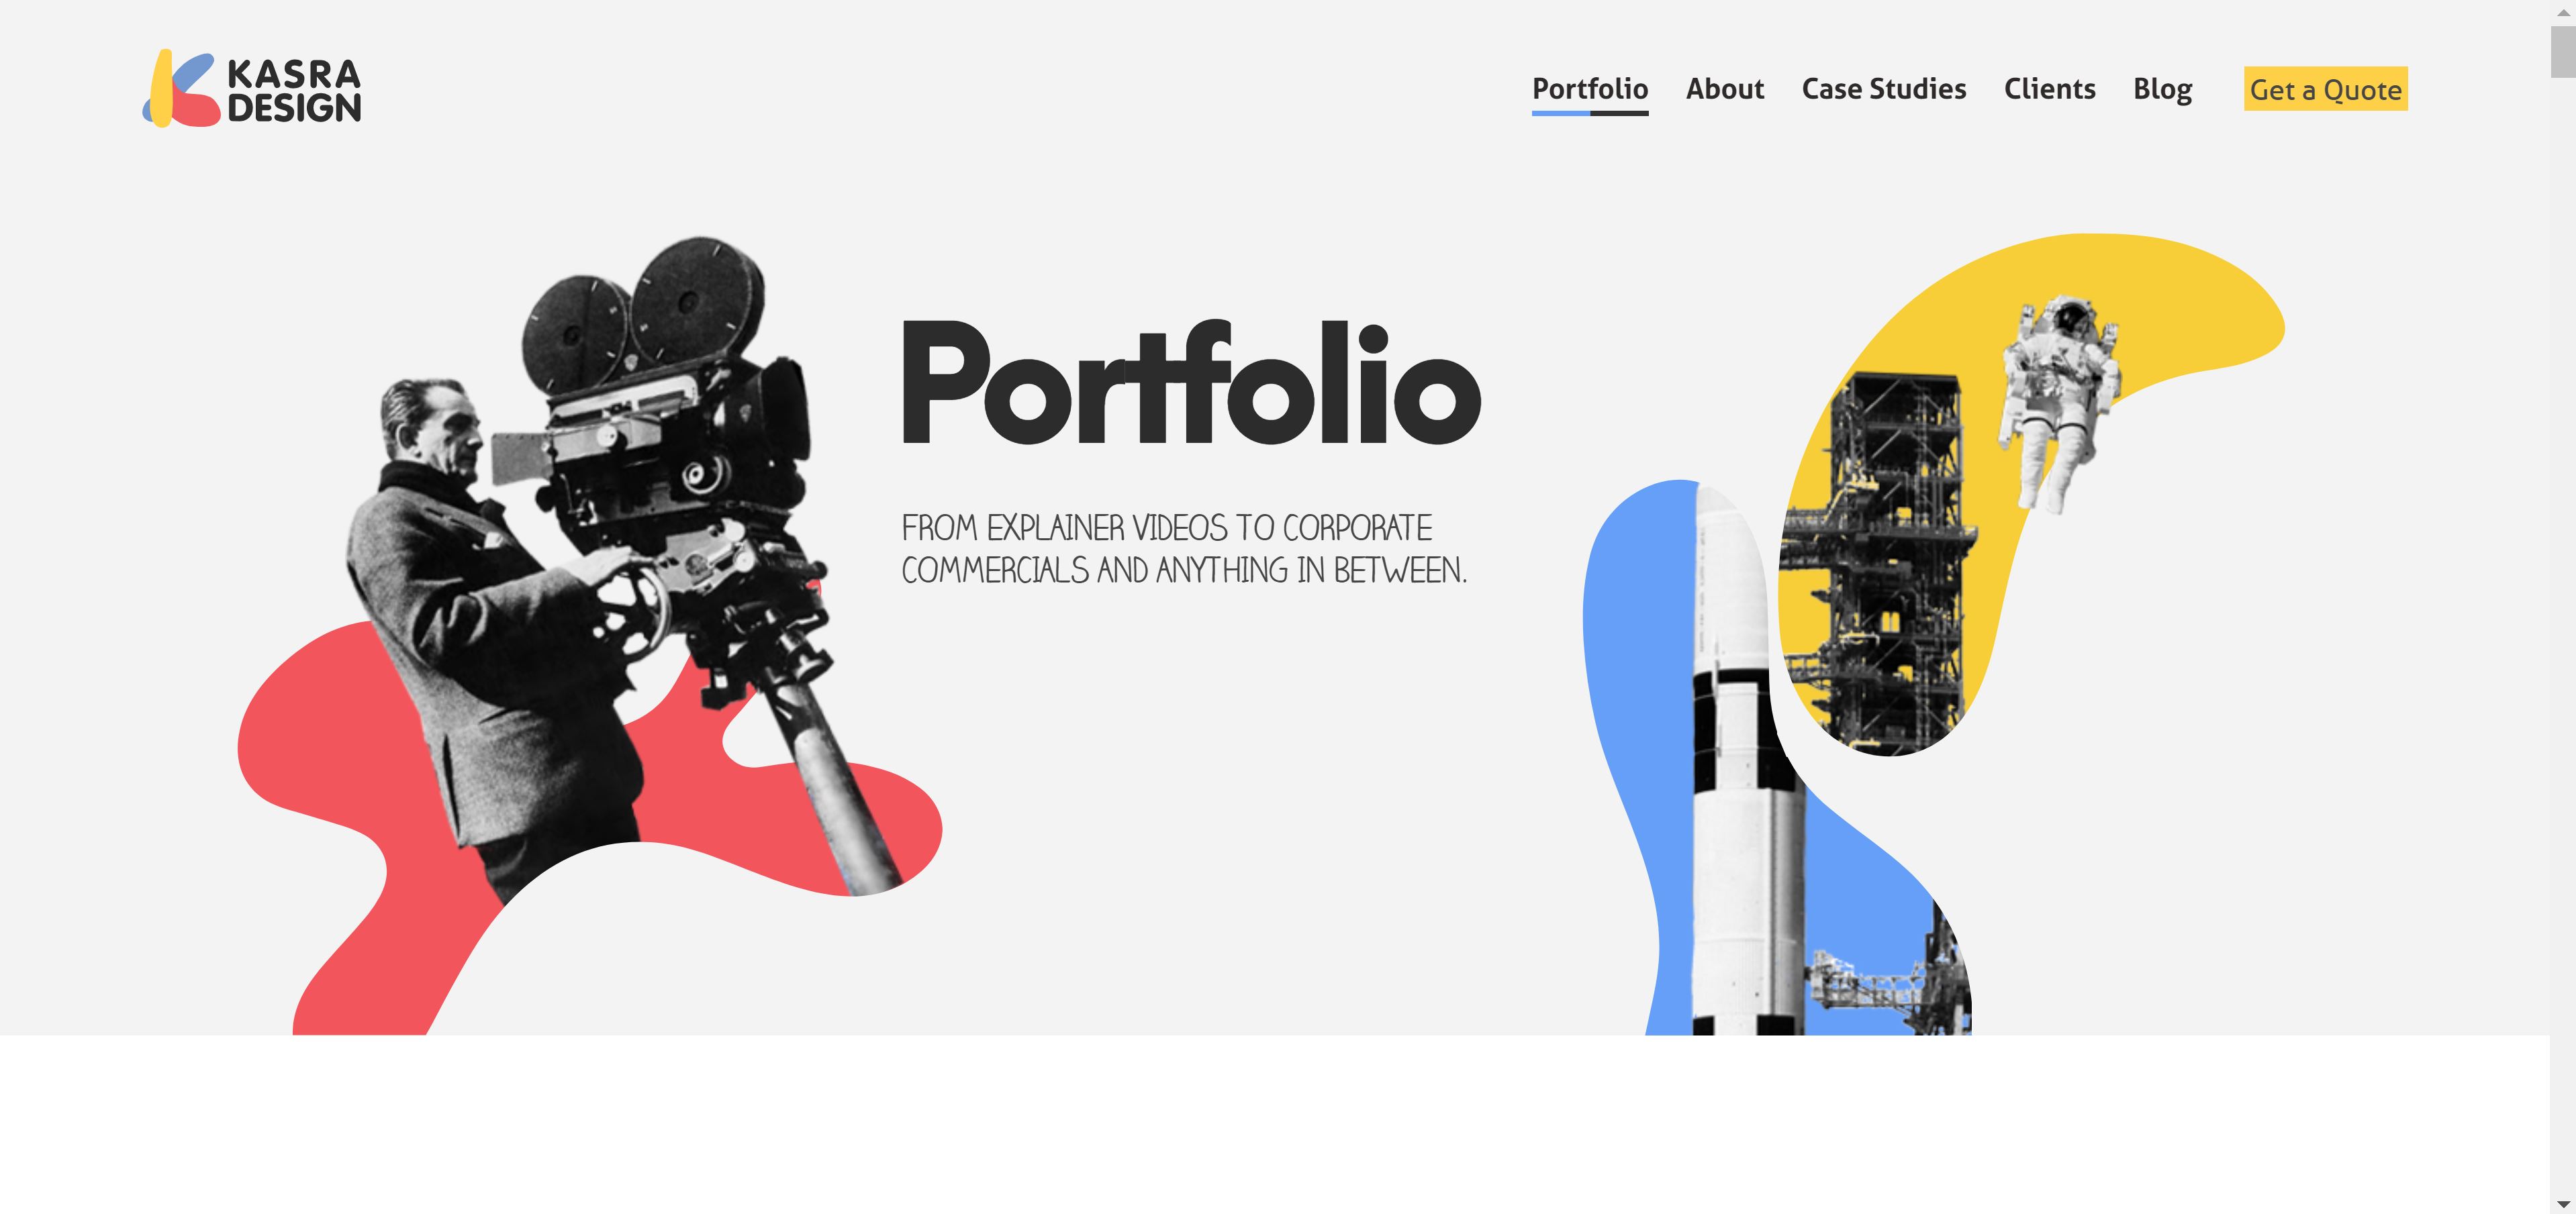 KASRA
DESIGN
Portfolio About Case Studies Clients Blog Get a Quote
Portfolio
FROM EXPLAINER VIDEOS TO CORPORATE
COMMERCIALS AND ANYTHING IN BETWEEN.